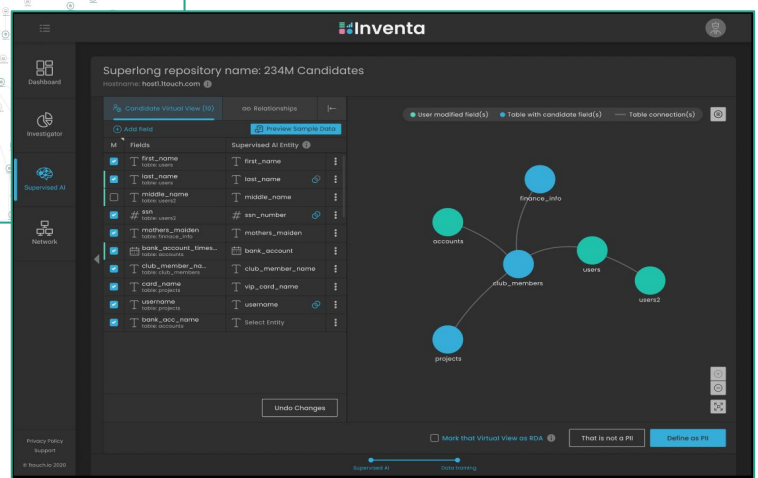 Inventa
Dashboard
Investigator
Supervised AI
Network
Privacy Policy
Support
© 1touch.io 2020
Superlong repository name: 234M Candidates
Hostname: host1.1touch.com
Candidate Virtual View (10)
Relationships
Add field
Preview Sample Data
M Fields Supervised AI Entity
first_name
table: users
first_name
last_name
table: users
last_name
middle_name
table: users2
middle_name
ssn
table: users2
ssn_number
mothers_maiden
table: finnace_info
mothers_maiden
bank_account_times...
table: accounts
bank_account
club_member_na...
table: club_members
club_member_name
card_name
table: projects
vip_card_name
username
table: projects
username
bank_acc_name
table: accounts
Select Entity
Undo Changes
User modified field(s)
Table with candidate field(s)
Table connection(s)
finance_info
accounts
users
club_members
users2
projects
Mark that Virtual View as RDA
That is not a PII
Define as PII
Supervised AI
Data training